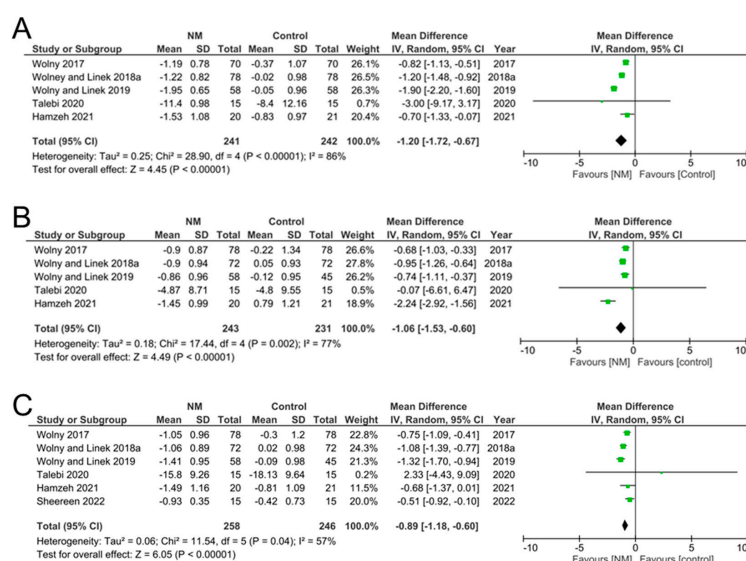 A
NM Control Mean Difference Mean Difference
Study or Subgroup Mean SD Total Mean SD Total Weight IV, Random, 95% CI Year IV, Random, 95% CI
Wolny 2017 -1.19 0.78 70 -0.37 1.07 70 26.1% -0.82 [-1.13, -0.51] 2017
Wolney and Linek 2018a -1.22 0.82 78 -0.02 0.98 78 26.6% -1.20 [-1.48, -0.92] 2018a
Wolny and Linek 2019 -1.95 0.65 58 -0.05 0.96 58 26.3% -1.90 [-2.20, -1.60] 2019
Talebi 2020 -11.4 0.98 15 -8.4 12.16 15 0.7% -3.00 [-9.17, 3.17] 2020
Hamzeh 2021 -1.53 1.08 20 -0.83 0.97 21 20.4% -0.70 [-1.33, -0.07] 2021
Total (95% CI) 241 242 100.0% -1.20 [-1.72, -0.67]
Heterogeneity: Tau² = 0.25; Chi² = 28.90, df = 4 (P < 0.00001); I² = 86%
Test for overall effect: Z = 4.45 (P < 0.00001)
-10 -5 0 5 10
Favours [NM] Favours [Control]
B
NM Control Mean Difference Mean Difference
Study or Subgroup Mean SD Total Mean SD Total Weight IV, Random, 95% CI Year IV, Random, 95% CI
Wolny 2017 -0.9 0.87 78 -0.22 1.34 78 26.6% -0.68 [-1.03, -0.33] 2017
Wolny and Linek 2018a -0.9 0.94 72 0.05 0.93 72 27.8% -0.95 [-1.26, -0.64] 2018a
Wolny and Linek 2019 -0.86 0.96 58 -0.12 0.95 45 26.2% -0.74 [-1.11, -0.37] 2019
Talebi 2020 -4.87 8.71 15 -4.8 9.55 15 0.5% -0.07 [-6.61, 6.47] 2020
Hamzeh 2021 -1.45 0.99 20 0.79 1.21 21 18.9% -2.24 [-2.92, -1.56] 2021
Total (95% CI) 243 231 100.0% -1.06 [-1.53, -0.60]
Heterogeneity: Tau² = 0.18; Chi² = 17.44, df = 4 (P = 0.002); I² = 77%
Test for overall effect: Z = 4.49 (P < 0.00001)
-10 -5 0 5 10
Favours [NM] Favours [control]
C
NM Control Mean Difference Mean Difference
Study or Subgroup Mean SD Total Mean SD Total Weight IV, Random, 95% CI Year IV, Random, 95% CI
Wolny 2017 -1.05 0.96 78 -0.3 1.2 78 22.8% -0.75 [-1.09, -0.41] 2017
Wolny and Linek 2018a -1.06 0.89 72 0.02 0.98 72 24.3% -1.08 [-1.39, -0.77] 2018a
Wolny and Linek 2019 -1.41 0.95 58 -0.09 0.98 45 21.3% -1.32 [-1.70, -0.94] 2019
Talebi 2020 -15.8 9.26 15 -18.13 9.64 15 0.2% 2.33 [-4.43, 9.09] 2020
Hamzeh 2021 -1.49 1.16 20 -0.81 1.09 21 11.5% -0.68 [-1.37, 0.01] 2021
Sheereen 2022 -0.93 0.35 15 -0.42 0.73 15 20.0% -0.51 [-0.92, -0.10] 2022
Total (95% CI) 258 246 100.0% -0.89 [-1.18, -0.60]
Heterogeneity: Tau² = 0.06; Chi² = 11.54, df = 5 (P = 0.04); I² = 57%
Test for overall effect: Z = 6.05 (P < 0.00001)
-10 -5 0 5 10
Favours [NM] Favours [Control]